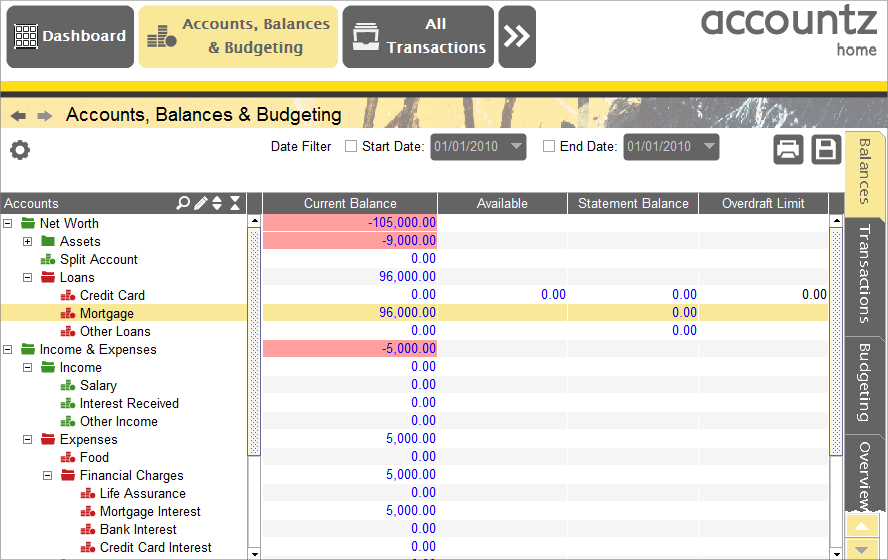 Dashboard
Accounts, Balances
& Budgeting
All
Transactions
accountz
home
Accounts, Balances & Budgeting
Date Filter Start Date: 01/01/2010 End Date: 01/01/2010
Accounts Current Balance Available Statement Balance Overdraft Limit
Net Worth -105,000.00
Assets -9,000.00
Split Account 0.00
Loans 96,000.00
Credit Card 0.00 0.00 0.00 0.00
Mortgage 96,000.00 0.00
Other Loans 0.00 0.00
Income & Expenses -5,000.00
Income 0.00
Salary 0.00
Interest Received 0.00
Other Income 0.00
Expenses 5,000.00
Food 0.00
Financial Charges 5,000.00
Life Assurance 0.00
Mortgage Interest 5,000.00
Bank Interest 0.00
Credit Card Interest 0.00
Balances
Transactions
Budgeting
Overview